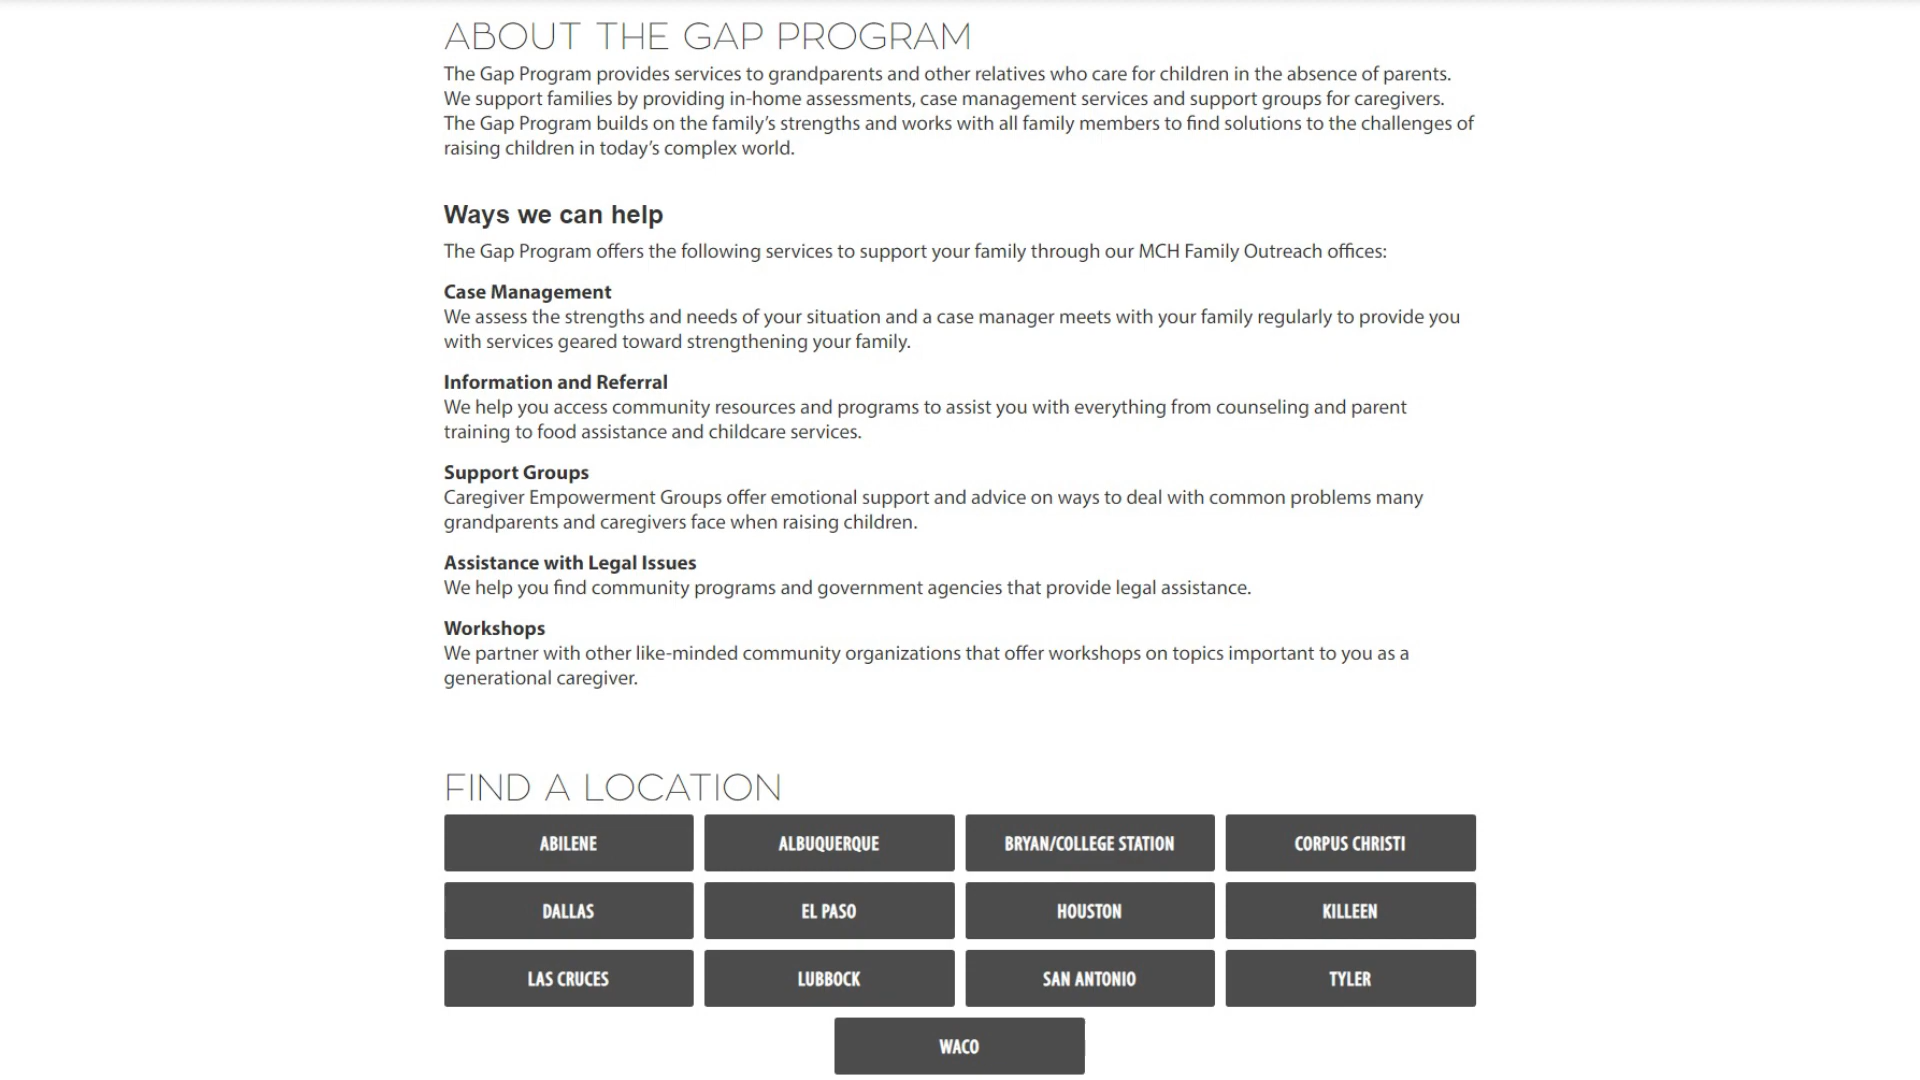 ABOUT THE GAP PROGRAM
The Gap Program provides services to grandparents and other relatives who care for children in the absence of parents.
We support families by providing in-home assessments, case management services and support groups for caregivers.
The Gap Program builds on the family’s strengths and works with all family members to find solutions to the challenges of
raising children in today’s complex world.
Ways we can help
The Gap Program offers the following services to support your family through our MCH Family Outreach offices:
Case Management
We assess the strengths and needs of your situation and a case manager meets with your family regularly to provide you
with services geared toward strengthening your family.
Information and Referral
We help you access community resources and programs to assist you with everything from counseling and parent
training to food assistance and childcare services.
Support Groups
Caregiver Empowerment Groups offer emotional support and advice on ways to deal with common problems many
grandparents and caregivers face when raising children.
Assistance with Legal Issues
We help you find community programs and government agencies that provide legal assistance.
Workshops
We partner with other like-minded community organizations that offer workshops on topics important to you as a
generational caregiver.
FIND A LOCATION
ABILENE ALBUQUERQUE BRYAN/COLLEGE STATION CORPUS CHRISTI
DALLAS EL PASO HOUSTON KILLEEN
LAS CRUCES LUBBOCK SAN ANTONIO TYLER
WACO